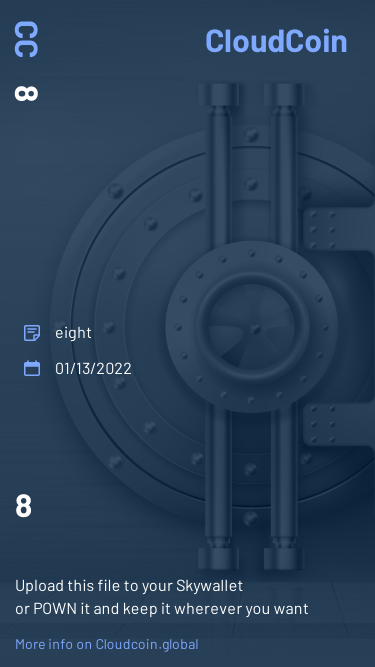 CC
CloudCoin
8
eight
01/13/2022
8
Upload this file to your Skywallet
or POWN it and keep it wherever you want
More info on Cloudcoin.global